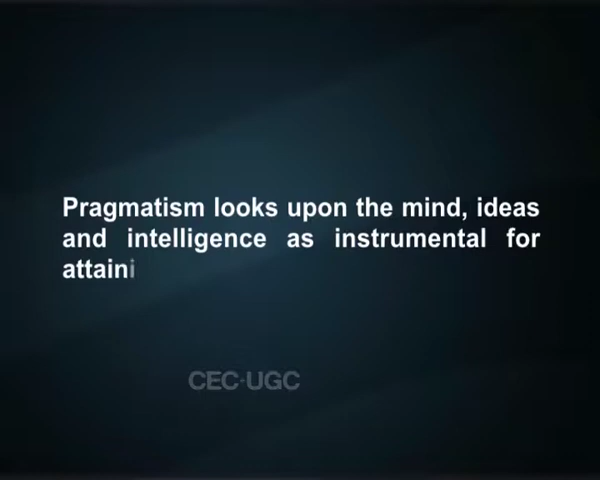 Pragmatism looks upon the mind, ideas
and intelligence as instrumental for
attaini
CEC-UGC